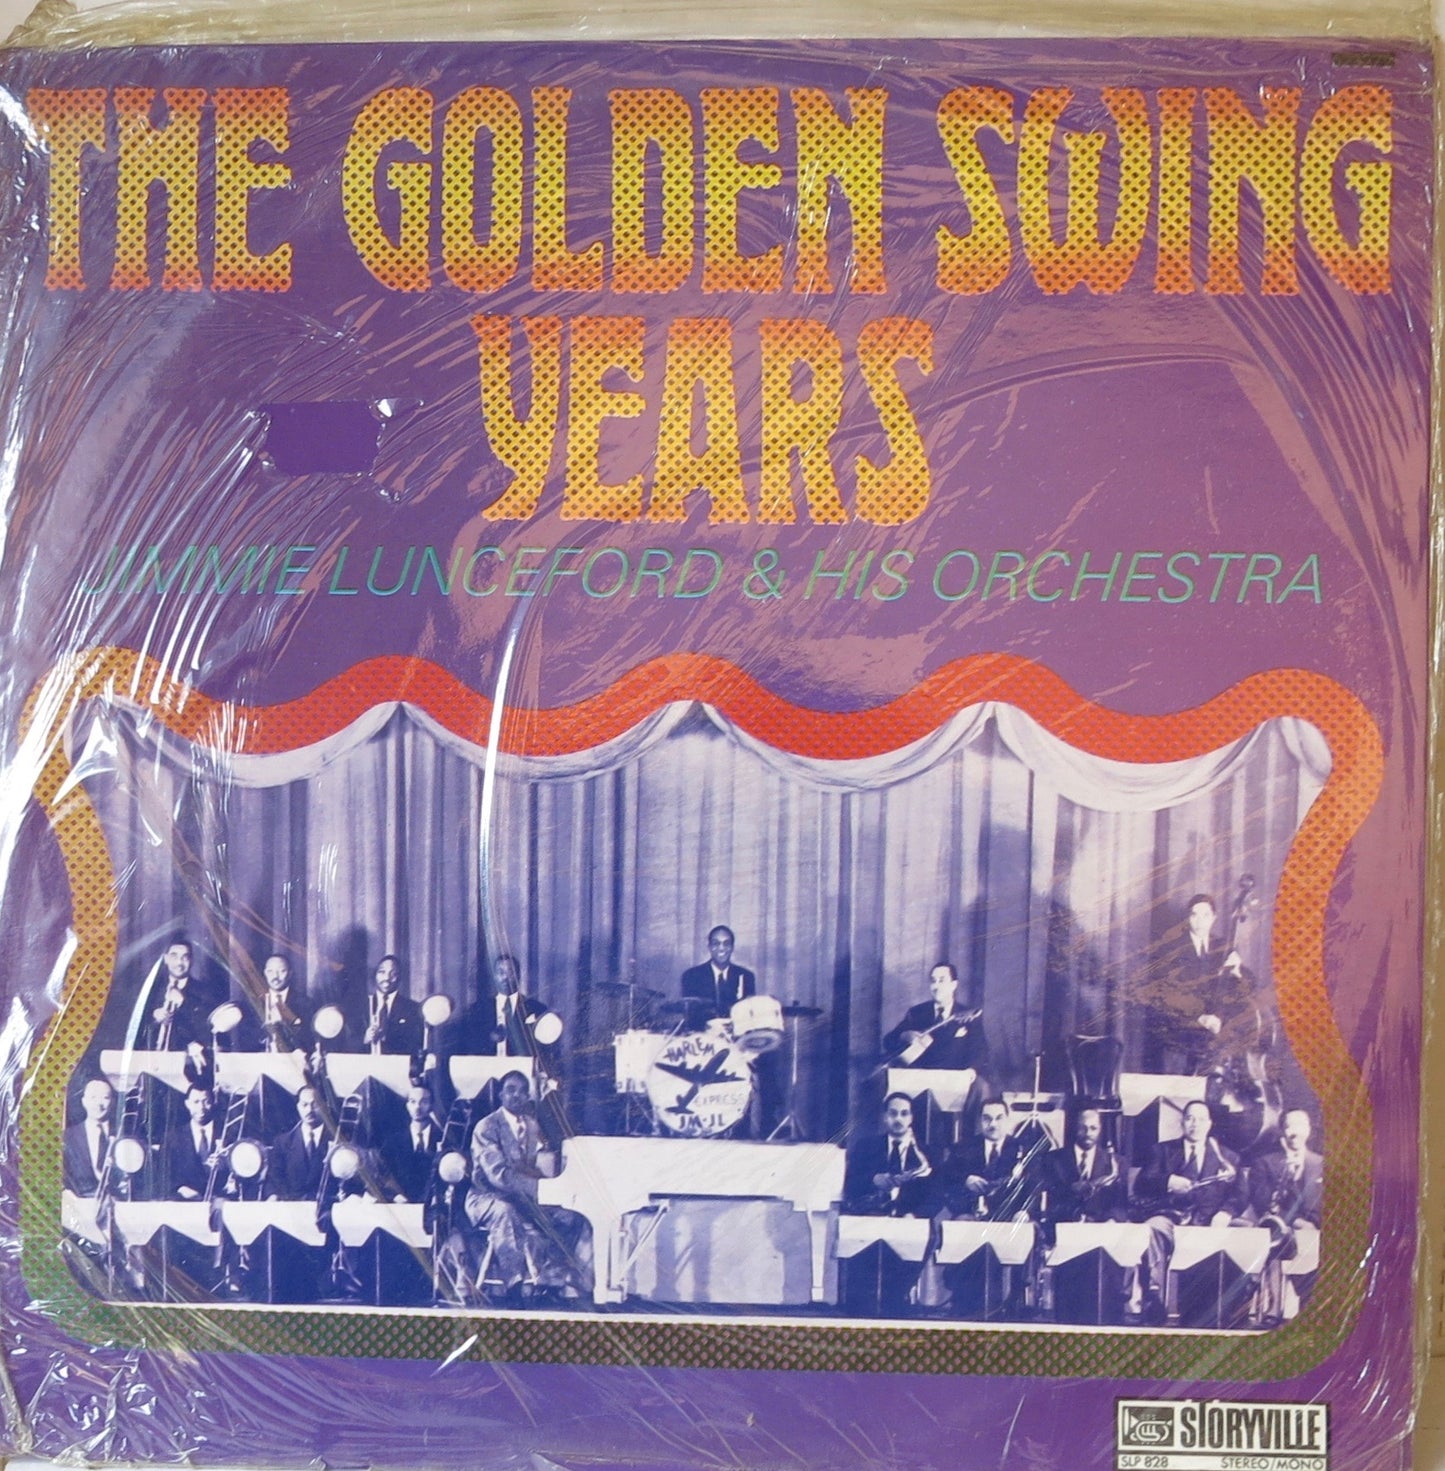 THE GOLDEN SWING
YEARS
JIMMIE LUNCEFORD & HIS ORCHESTRA
HARLEM
EXPRESS
JM-JL
STORYVILLE
SLP 828 STEREO/MONO